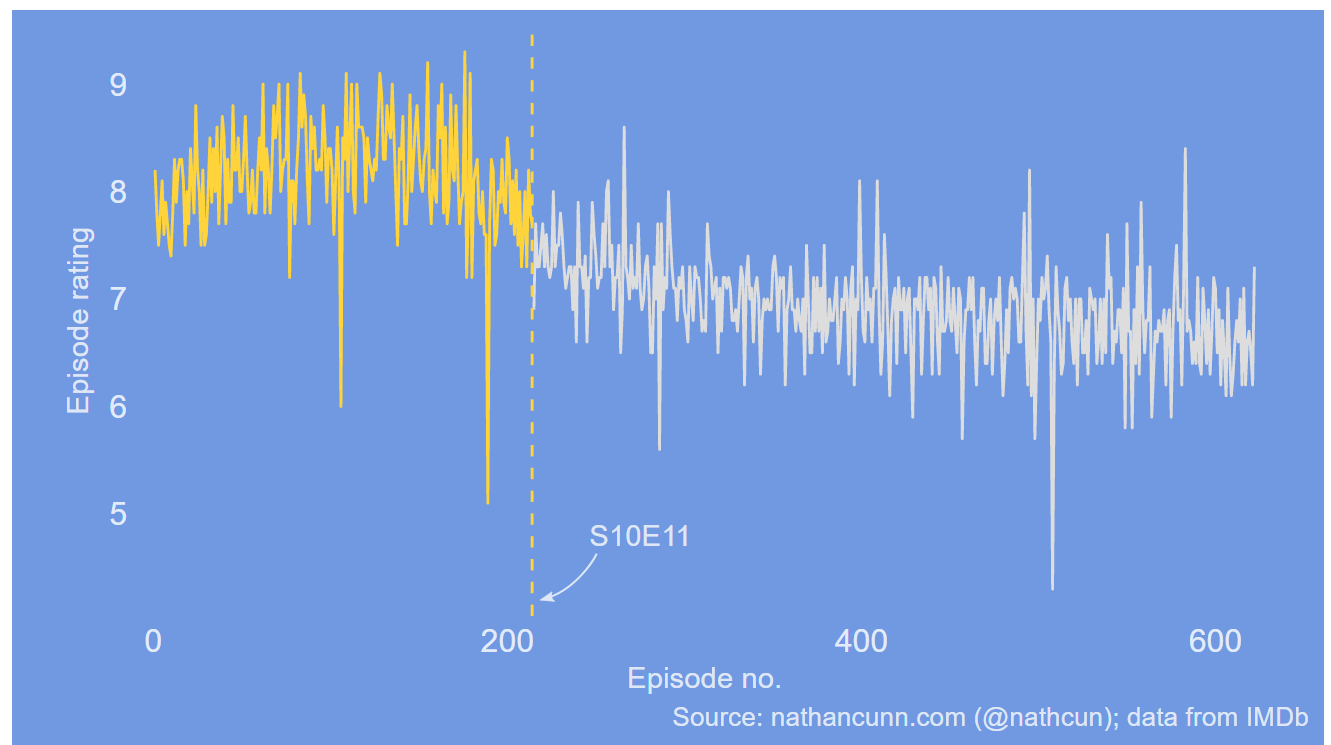 9
8
7
6
5
Episode rating
S10E11
0 200 400 600
Episode no.
Source: nathancunn.com (@nathcun); data from IMDb